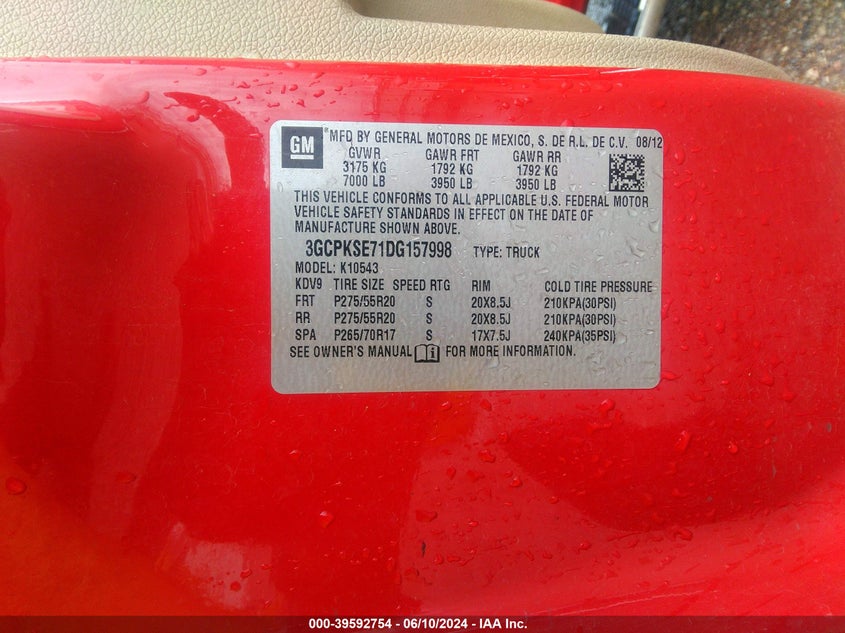 GM
®MFD BY GENERAL MOTORS DE MEXICO, S. DE R.L. DE C.V. 08/12
GVWR GAWR FRT GAWR RR
3175 KG 1792 KG 1792 KG
7000 LB 3950 LB 3950 LB
THIS VEHICLE CONFORMS TO ALL APPLICABLE U.S. FEDERAL MOTOR
VEHICLE SAFETY STANDARDS IN EFFECT ON THE DATE OF
MANUFACTURE SHOWN ABOVE.
3GCPKSE71DG157998 TYPE: TRUCK
MODEL: K10543
KDV9 TIRE SIZE SPEED RTG RIM COLD TIRE PRESSURE
FRT P275/55R20 S 20X8.5J 210KPA(30PSI)
RR P275/55R20 S 20X8.5J 210KPA(30PSI)
SPA P265/70R17 S 17X7.5J 240KPA(35PSI)
SEE OWNER'S MANUAL FOR MORE INFORMATION.
000-39592754 - 06/10/2024 - IAA Inc.